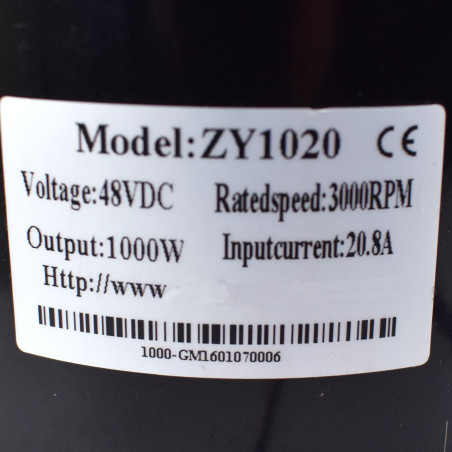 Model:ZY1020 CE
Voltage:48VDC Ratedspeed:3000RPM
Output:1000W Inputcurrent:20.8A
Http://www
1000-GM1601070006